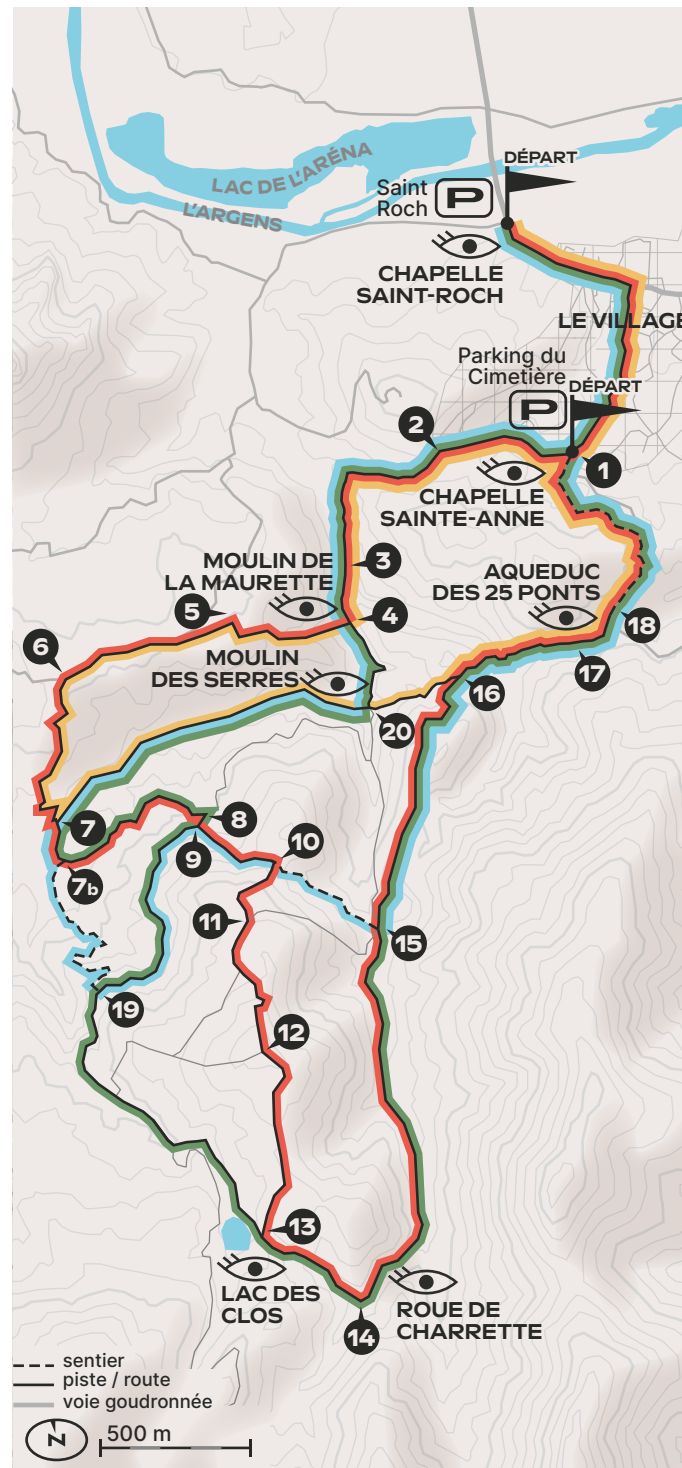 LAC DE L'ARÉNA
L'ARGENS
DÉPART
Saint
Roch
P
CHAPELLE
SAINT-ROCH
LE VILLAGE
Parking du
Cimetière
DÉPART
P
2
1
CHAPELLE
SAINTE-ANNE
3
MOULIN DE
LA MAURETTE
AQUEDUC
DES 25 PONTS
5
4
18
6
MOULIN
DES SERRES
17
16
20
7
8
9
10
7b
11
15
19
12
13
LAC DES
CLOS
ROUE DE
CHARRETTE
14
sentier
piste / route
voie goudronnée
N
500 m